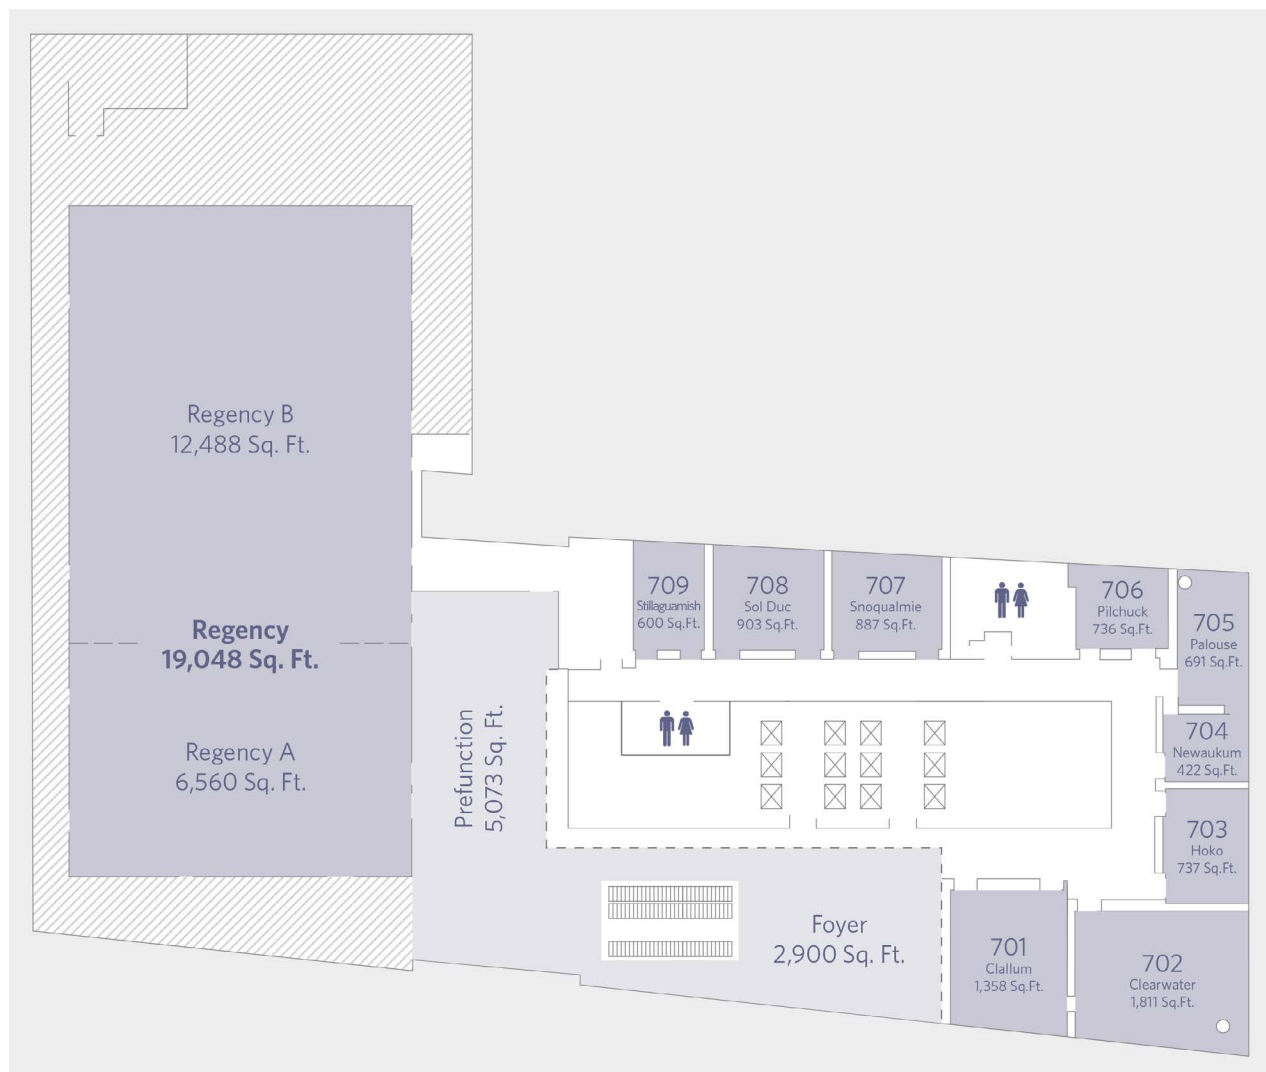 Regency B
12,488 Sq. Ft.
Regency
19,048 Sq. Ft.
Regency A
6,560 Sq. Ft.
Prefunction
5,073 Sq. Ft.
Foyer
2,900 Sq. Ft.
709
Stillaguamish
600 Sq.Ft.
708
Sol Duc
903 Sq.Ft.
707
Snoqualmie
887 Sq.Ft.
706
Pilchuck
736 Sq.Ft.
705
Palouse
691 Sq.Ft.
704
Newaukum
422 Sq.Ft.
703
Hoko
737 Sq.Ft.
701
Clallum
1,358 Sq.Ft.
702
Clearwater
1,811 Sq.Ft.